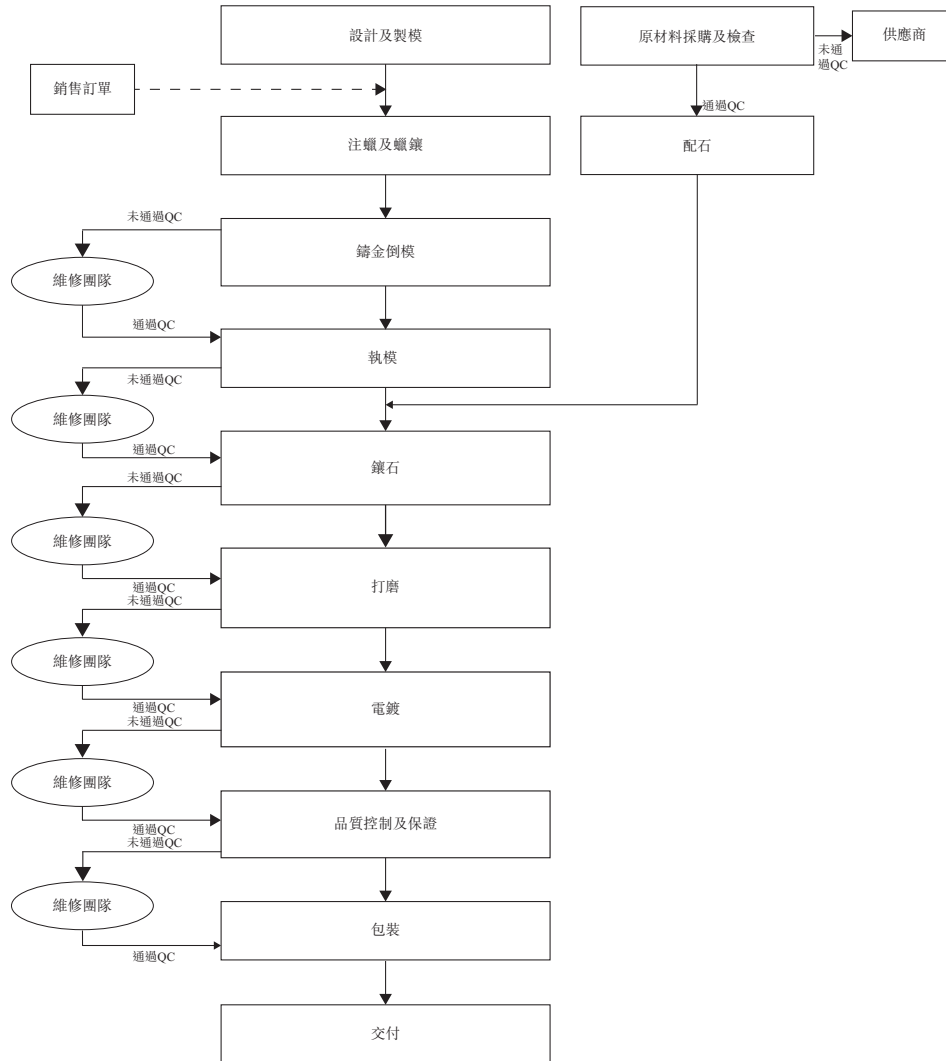 設計及製模
原材料採購及檢查
供應商
未通
過QC
銷售訂單
通過QC
注蠟及蠟鑲
配石
未通過QC
鑄金倒模
維修團隊
通過QC
執模
未通過QC
維修團隊
通過QC
鑲石
未通過QC
維修團隊
通過QC
打磨
未通過QC
維修團隊
通過QC
電鍍
未通過QC
維修團隊
通過QC
品質控制及保證
未通過QC
維修團隊
包裝
通過QC
交付